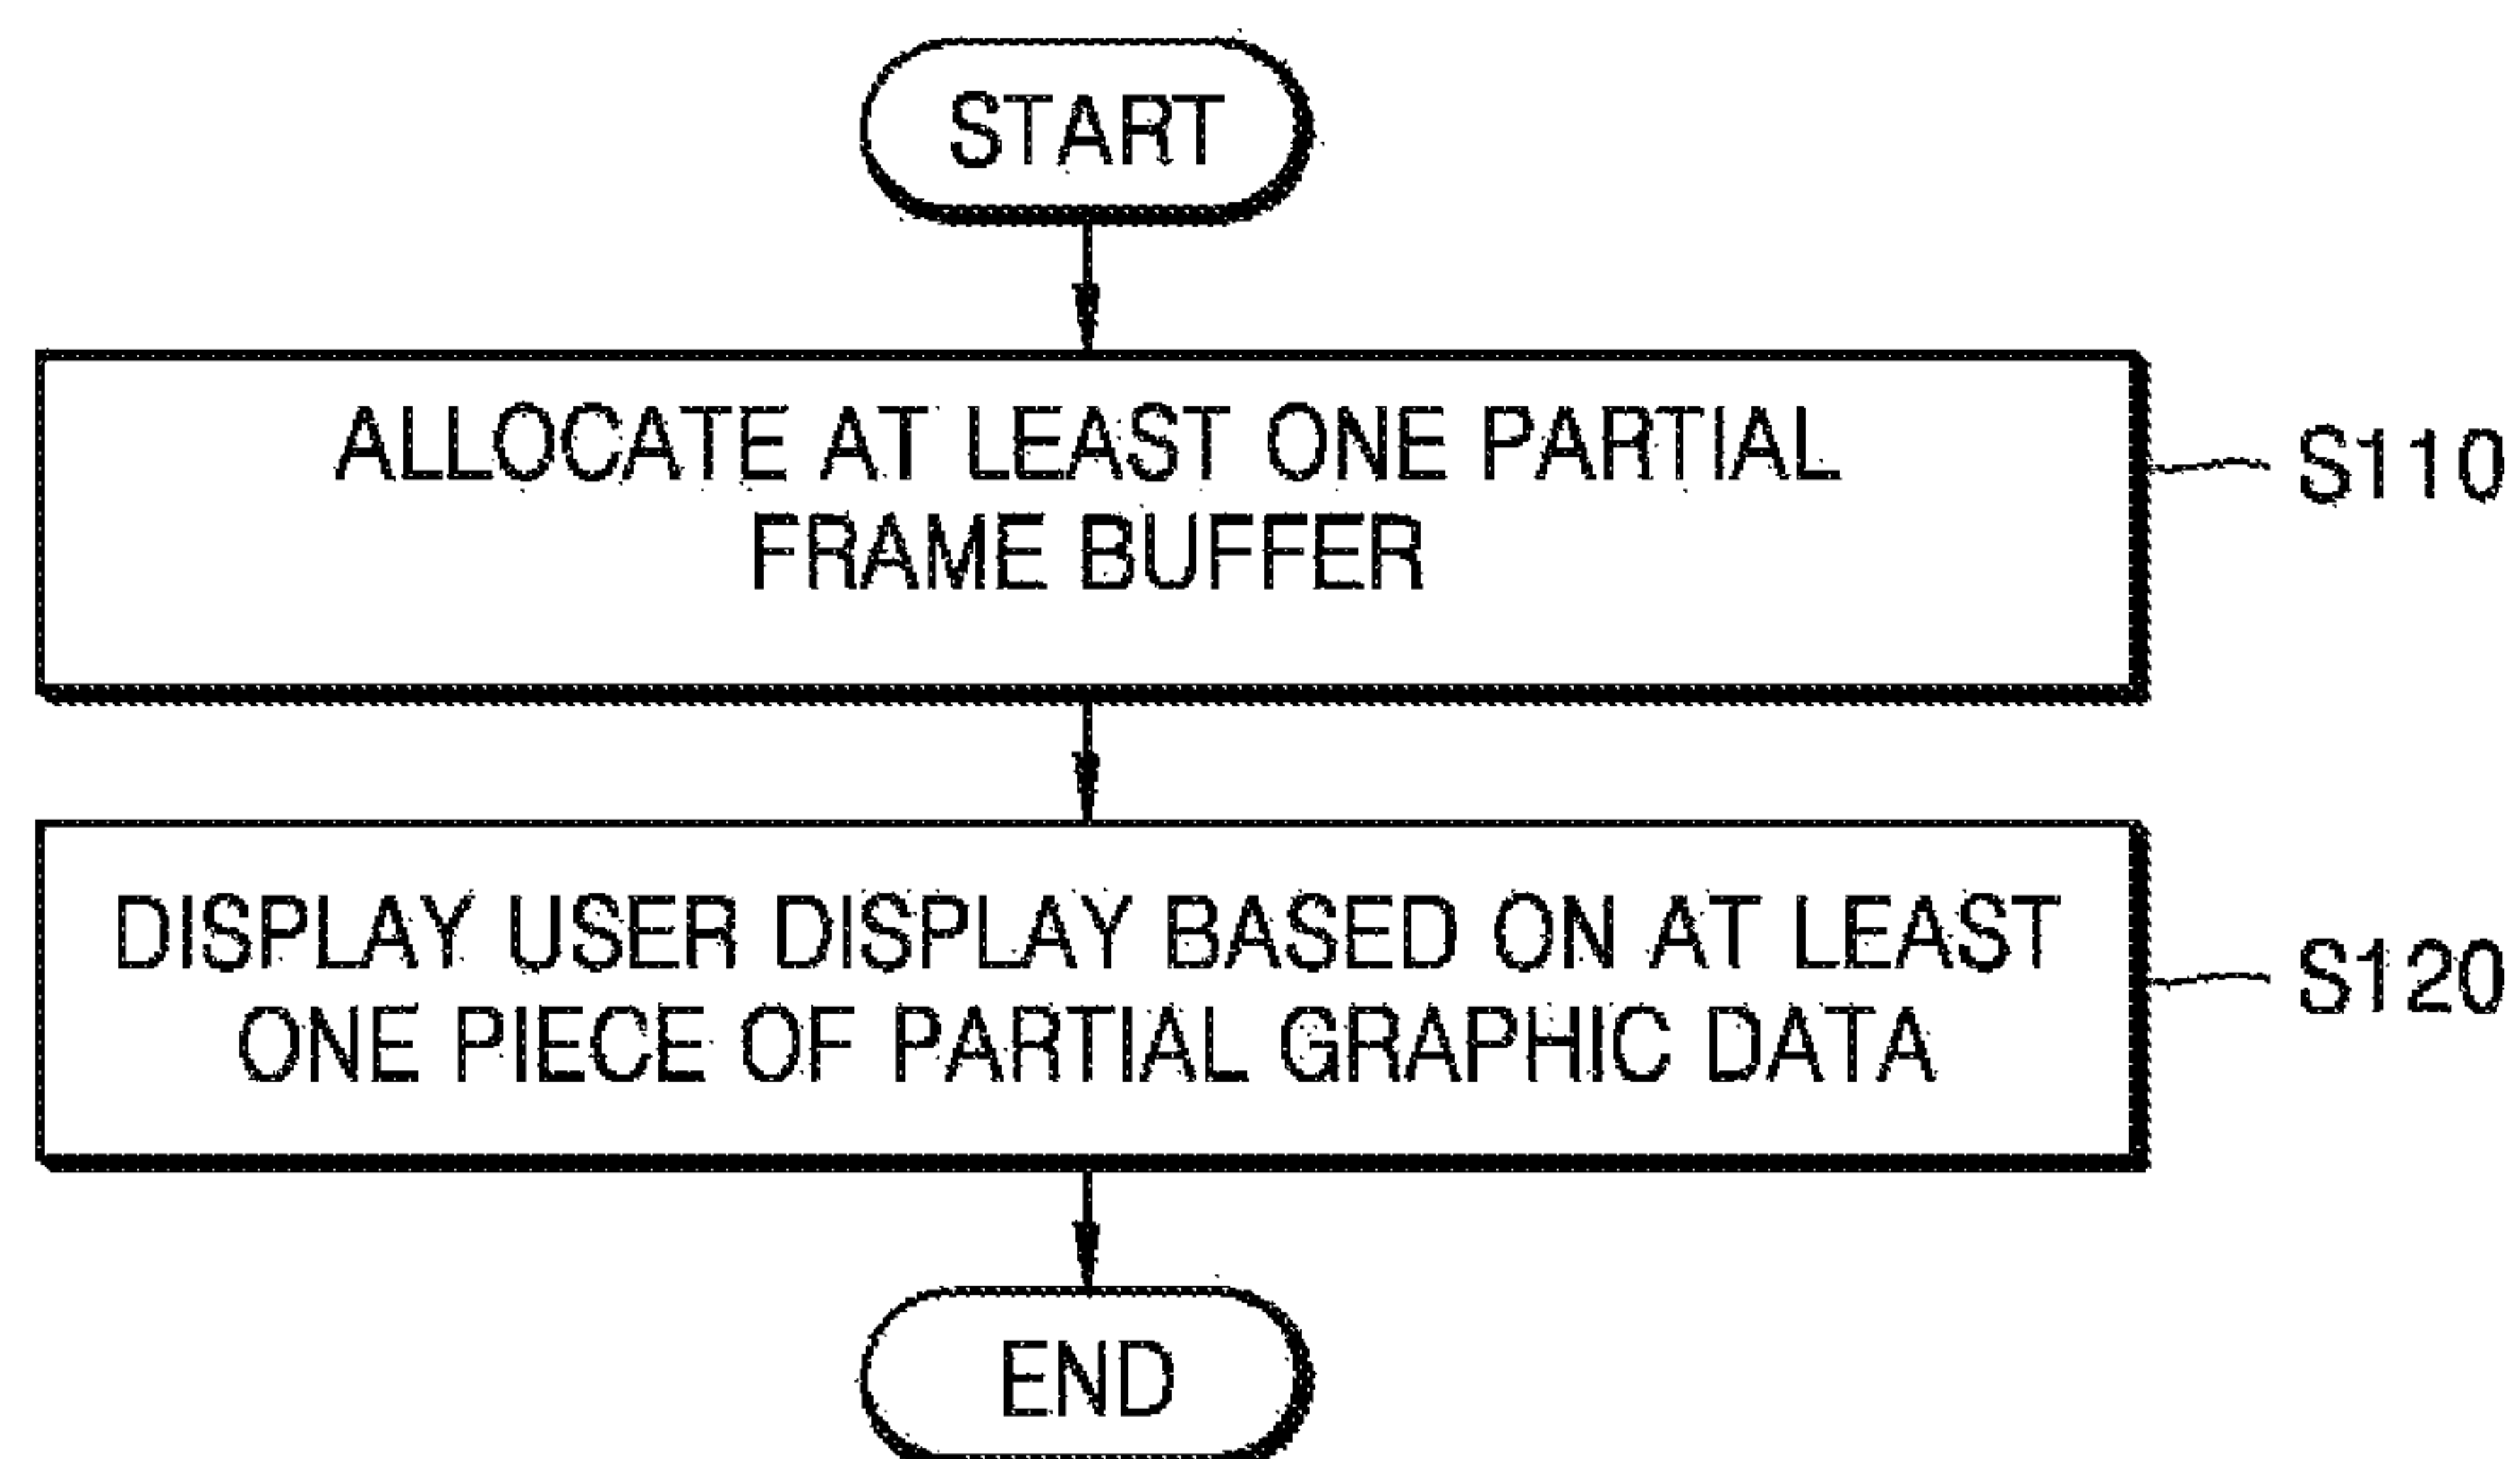 START
ALLOCATE AT LEAST ONE PARTIAL
FRAME BUFFER
S110
DISPLAY USER DISPLAY BASED ON AT LEAST
ONE PIECE OF PARTIAL GRAPHIC DATA
S120
END